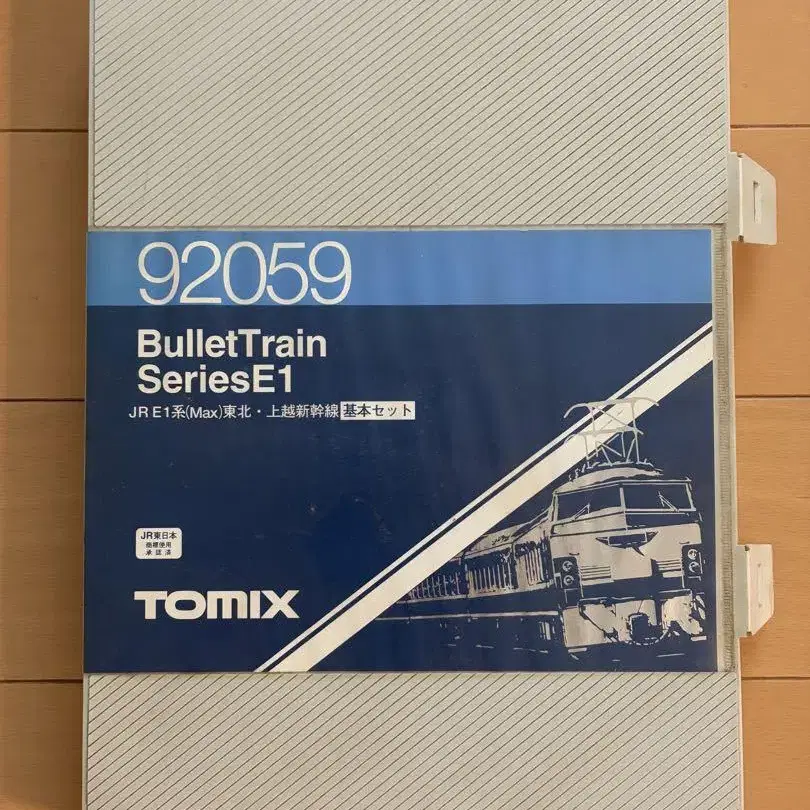 92059
BulletTrain
SeriesE1
JR E1系(Max)東北・上越新幹線 基本セット
JR東日本
商標使用
承認済
TOMIX